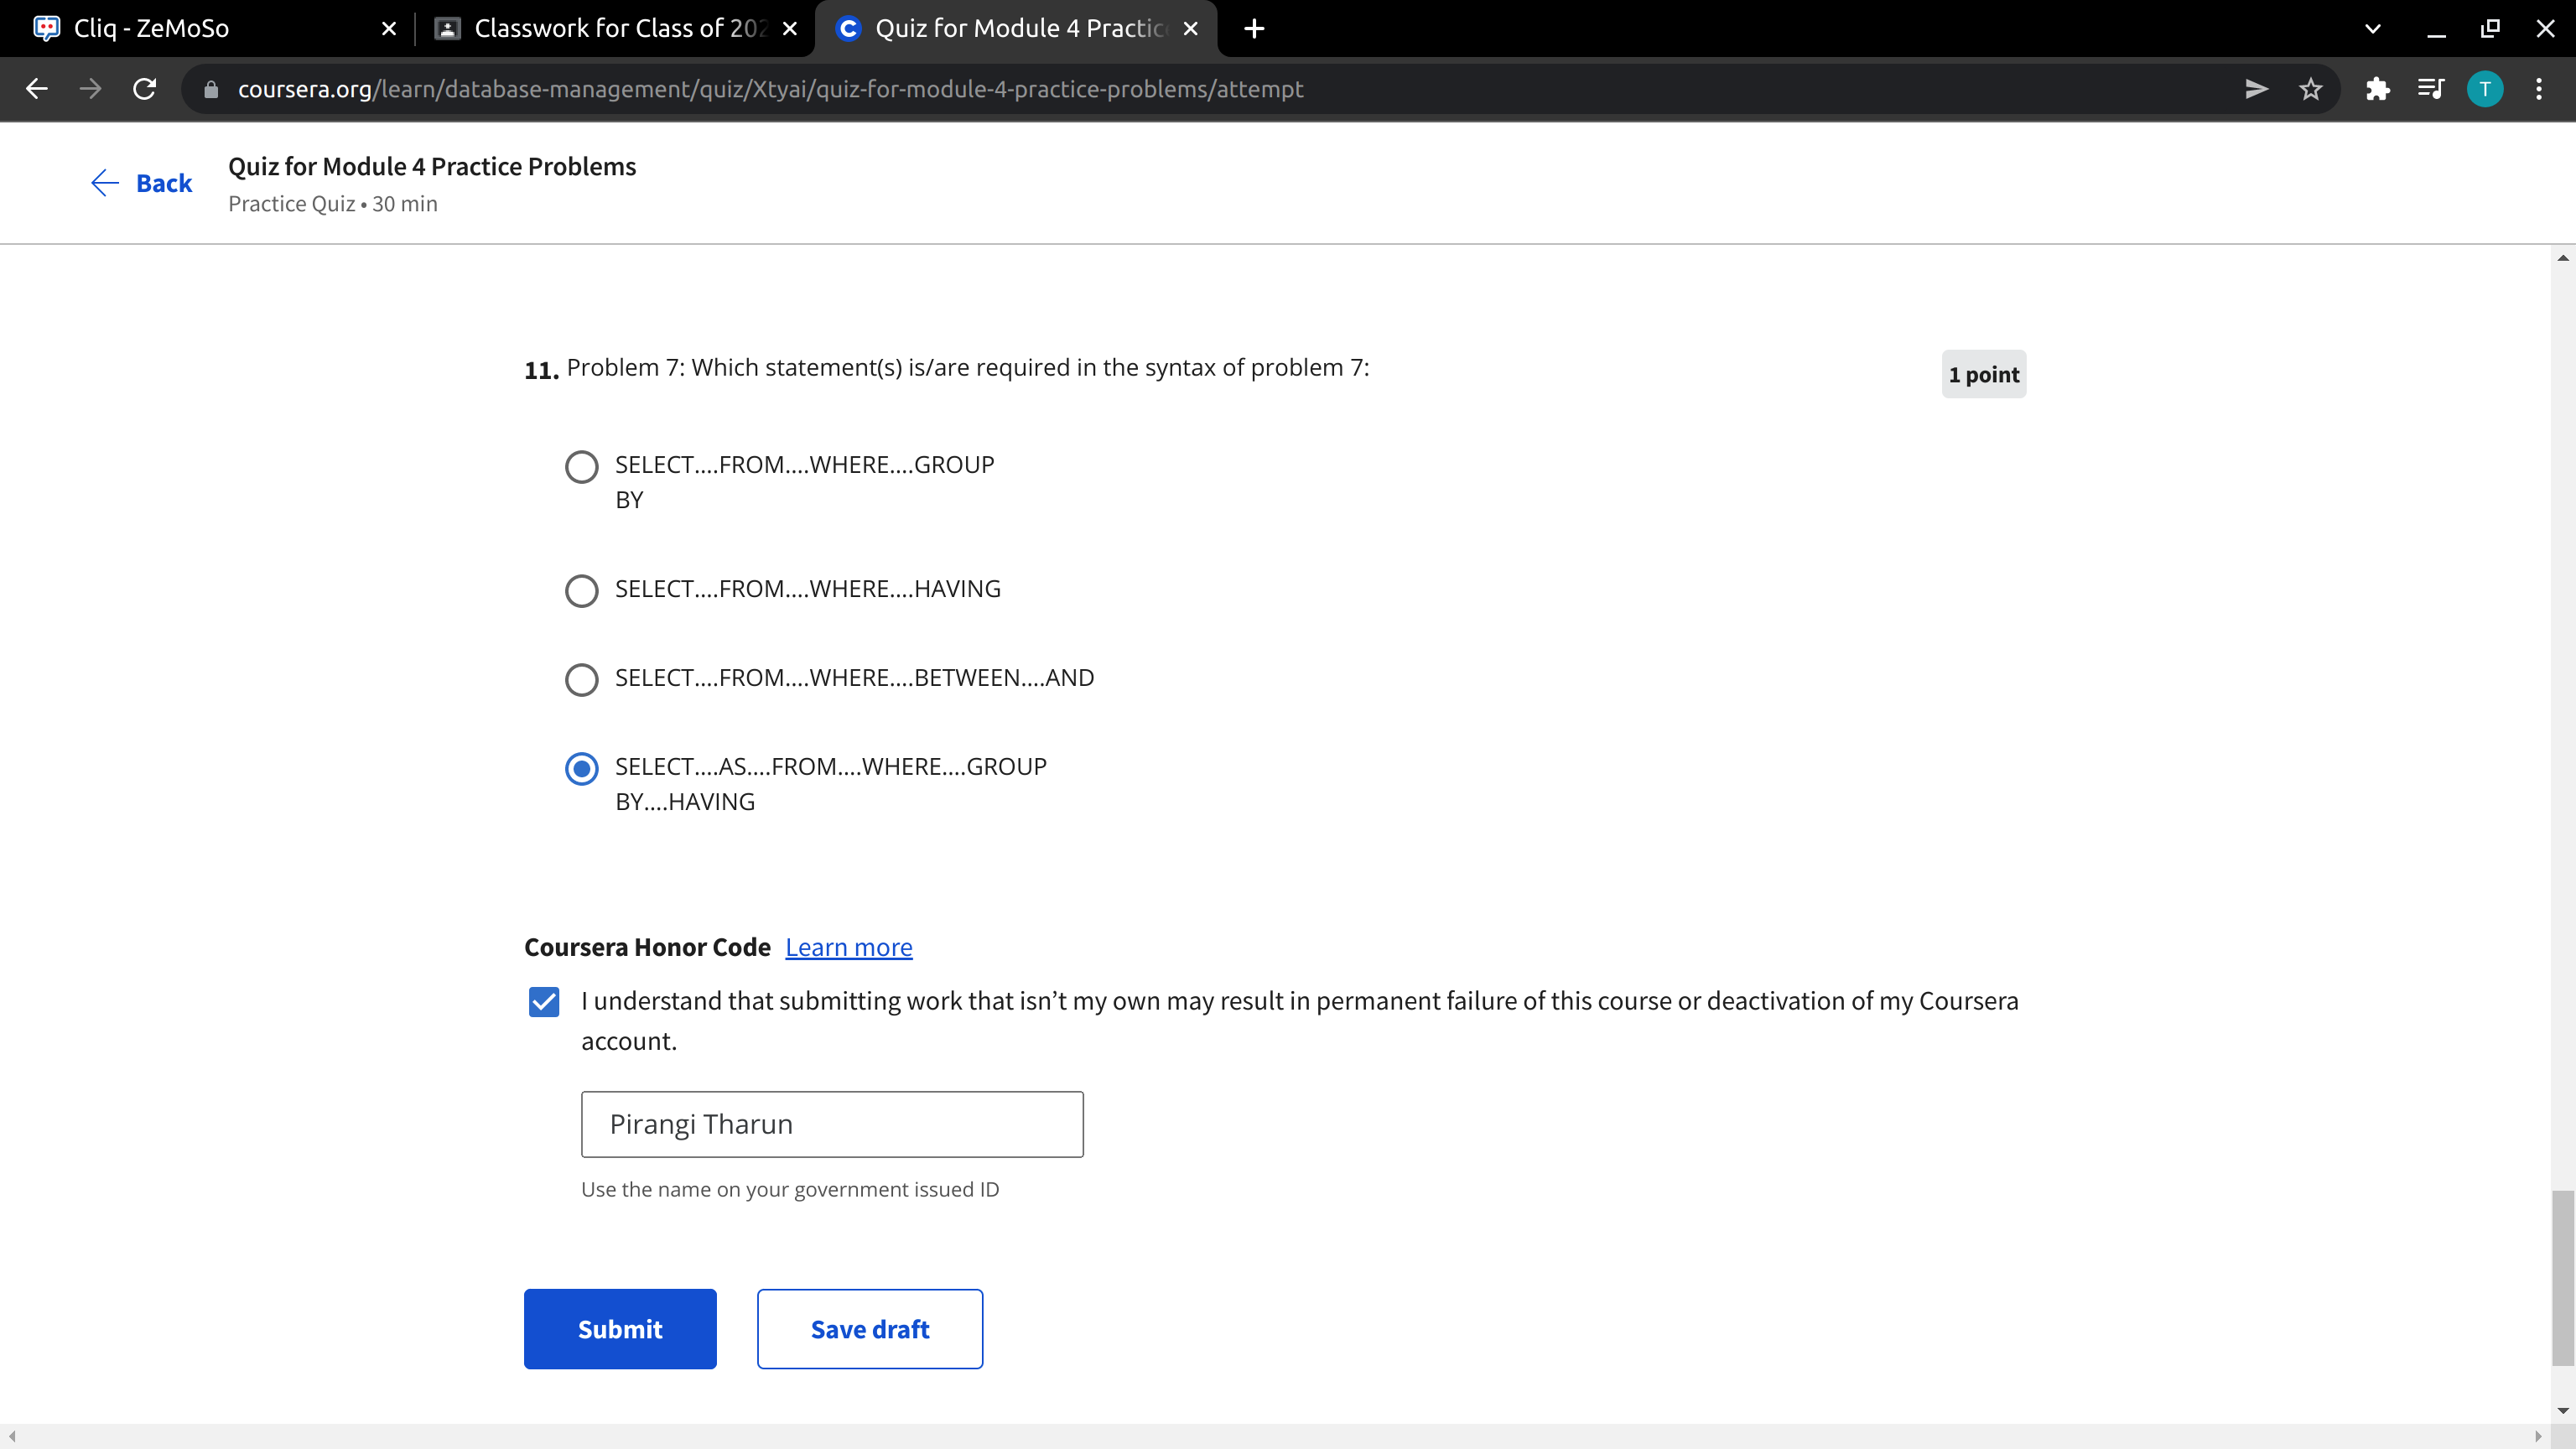 Cliq - ZeMoSo
Classwork for Class of 202
Quiz for Module 4 Practic
coursera.org/learn/database-management/quiz/Xtyai/quiz-for-module-4-practice-problems/attempt
T
Back
Quiz for Module 4 Practice Problems
Practice Quiz • 30 min
11. Problem 7: Which statement(s) is/are required in the syntax of problem 7:
1 point
SELECT....FROM....WHERE....GROUP
BY
SELECT....FROM....WHERE....HAVING
SELECT....FROM....WHERE....BETWEEN....AND
SELECT....AS....FROM....WHERE....GROUP
BY....HAVING
Coursera Honor Code Learn more
I understand that submitting work that isn’t my own may result in permanent failure of this course or deactivation of my Coursera
account.
Pirangi Tharun
Use the name on your government issued ID
Submit
Save draft